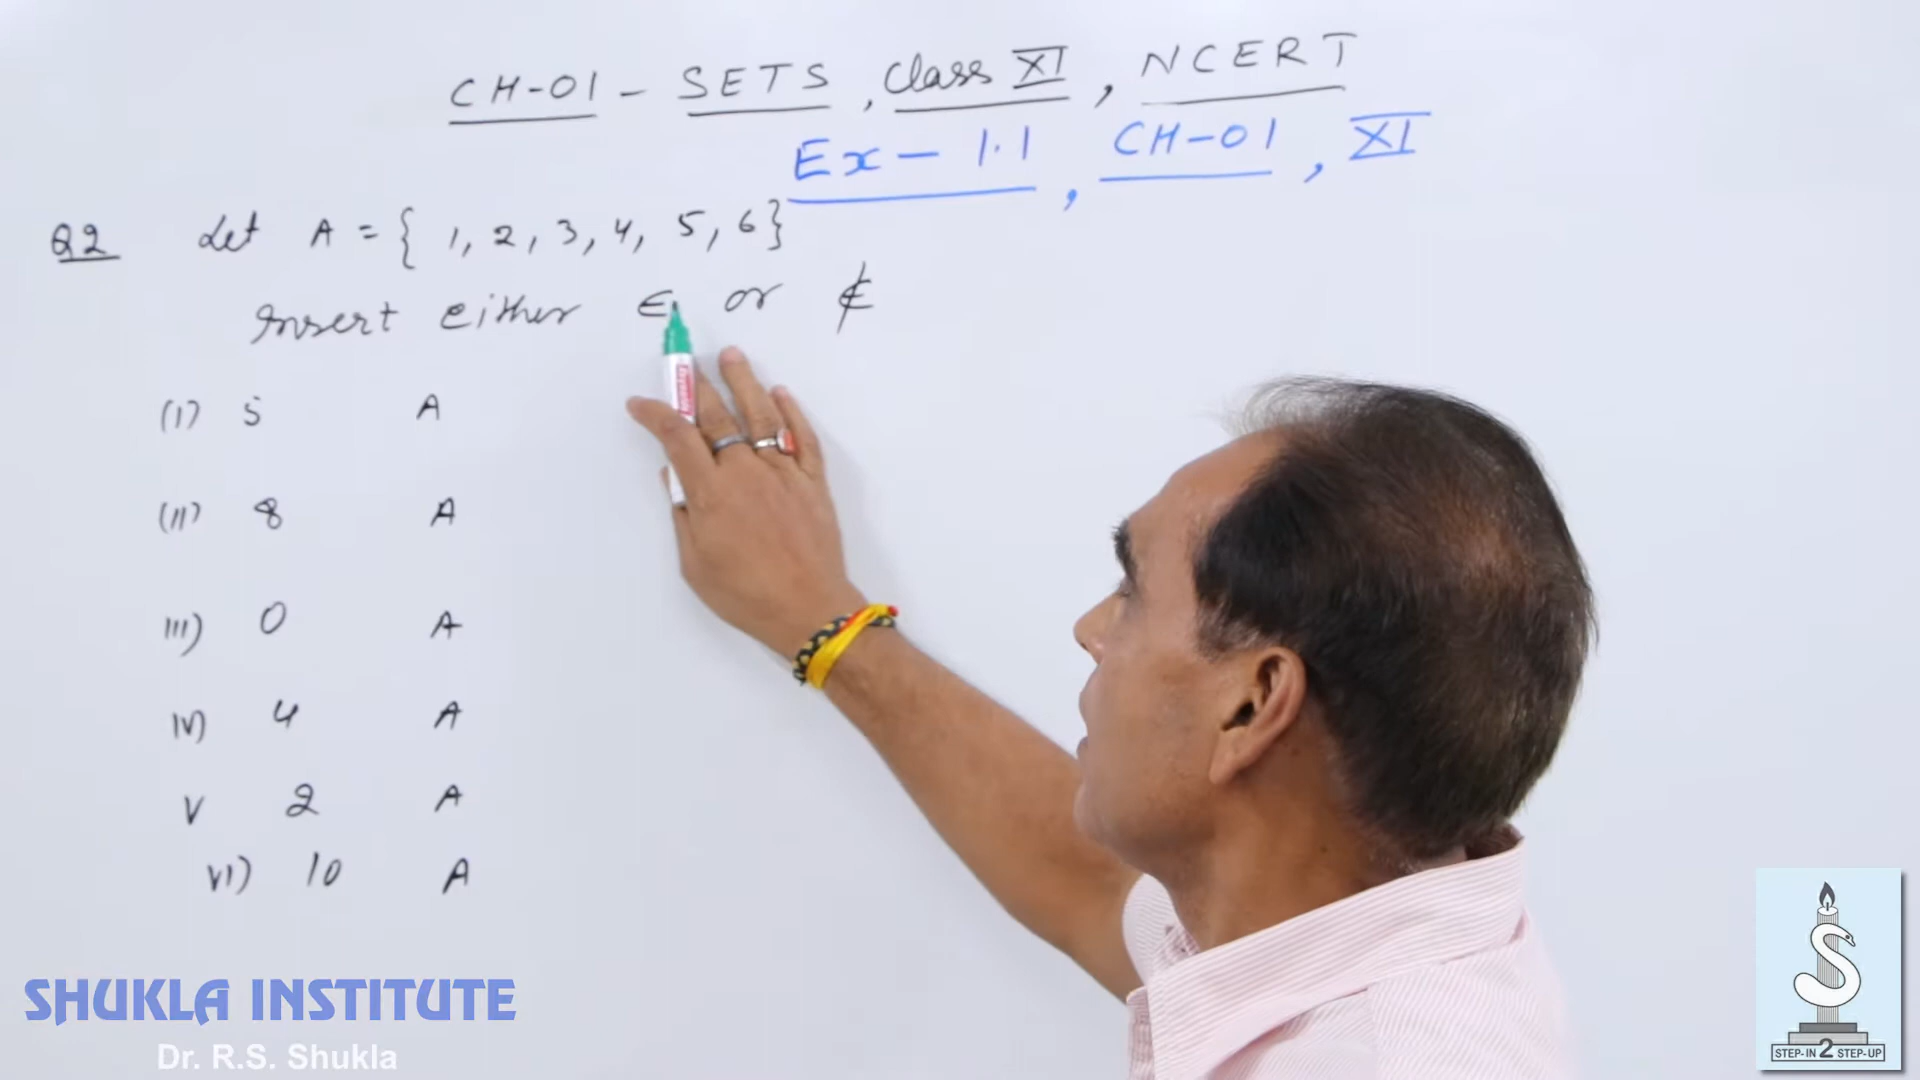 CH-01 - SETS, Class XI, NCERT
Ex - 1.1, CH-01, XI
Q2 Let A = { 1, 2, 3, 4, 5, 6}
Insert either ∈ or ∉
(I) 5 A
(II) 8 A
III) 0 A
IV) 4 A
V 2 A
VI) 10 A
SHUKLA INSTITUTE
Dr. R.S. Shukla
S
STEP-IN 2 STEP-UP